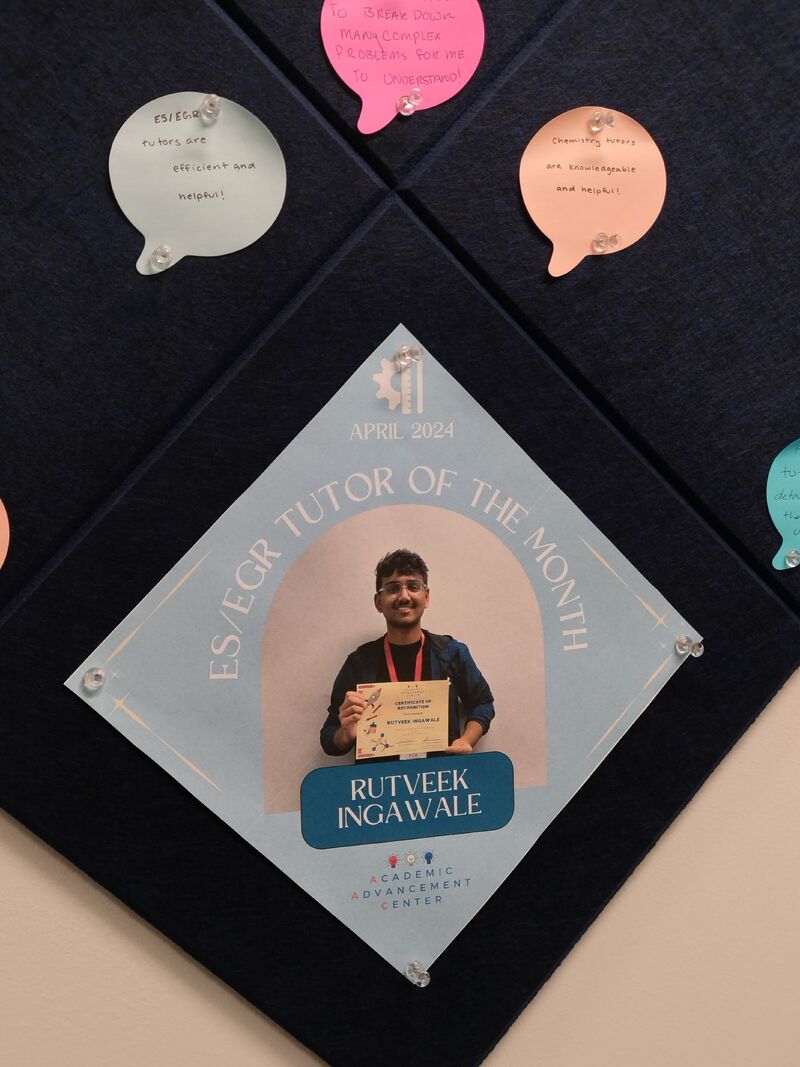 TO BREAK DOWN
MANY COMPLEX
PROBLEMS FOR ME
TO UNDERSTAND!
ES/EGR
tutors are
efficient and
helpful!
Chemistry tutors
are knowledgeable
and helpful!
APRIL 2024
ES/EGR TUTOR OF THE MONTH
CERTIFICATE OF
RECOGNITION
RUTVEEK INGAWALE
RUTVEEK
INGAWALE
ACADEMIC
ADVANCEMENT
CENTER